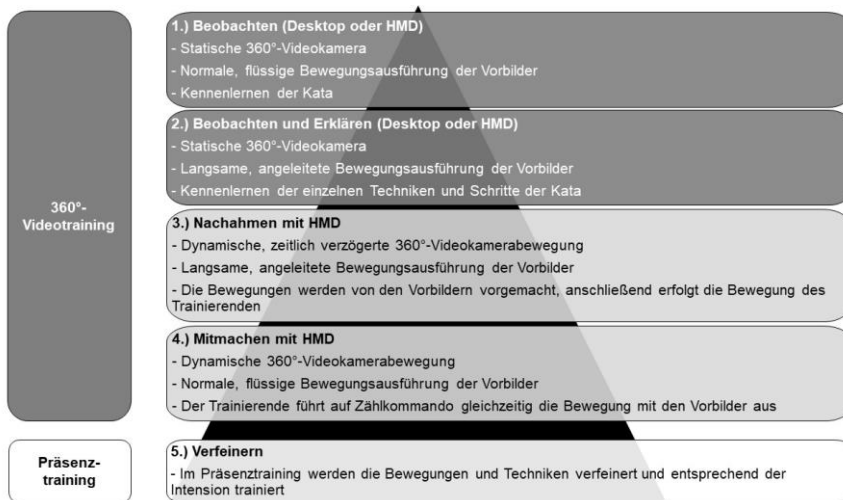 360°-
Videotraining
1.) Beobachten (Desktop oder HMD)
- Statische 360°-Videokamera
- Normale, flüssige Bewegungsausführung der Vorbilder
- Kennenlernen der Kata
2.) Beobachten und Erklären (Desktop oder HMD)
- Statische 360°-Videokamera
- Langsame, angeleitete Bewegungsausführung der Vorbilder
- Kennenlernen der einzelnen Techniken und Schritte der Kata
3.) Nachahmen mit HMD
- Dynamische, zeitlich verzögerte 360°-Videokamerabewegung
- Langsame, angeleitete Bewegungsausführung der Vorbilder
- Die Bewegungen werden von den Vorbildern vorgemacht, anschließend erfolgt die Bewegung des
Trainierenden
4.) Mitmachen mit HMD
- Dynamische 360°-Videokamerabewegung
- Normale, flüssige Bewegungsausführung der Vorbilder
- Der Trainierende führt auf Zählkommando gleichzeitig die Bewegung mit den Vorbilder aus
Präsenz-
training
5.) Verfeinern
- Im Präsenztraining werden die Bewegungen und Techniken verfeinert und entsprechend der
Intension trainiert